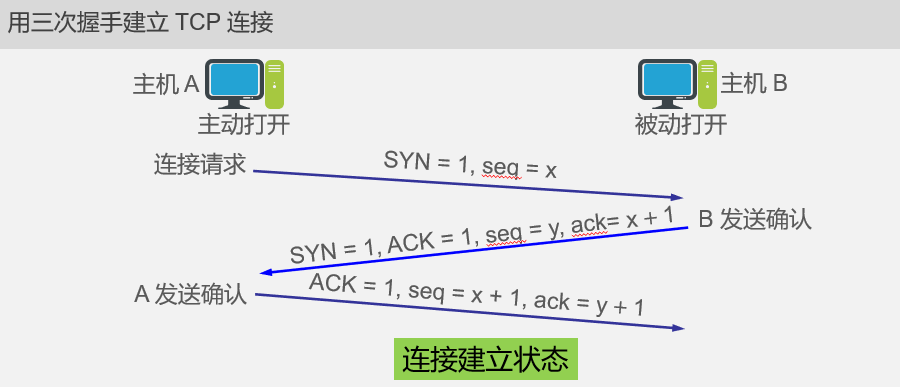 用三次握手建立 TCP 连接
主机 A
主机 B
主动打开
被动打开
连接请求
SYN = 1, seq = x
B 发送确认
SYN = 1, ACK = 1, seq = y, ack= x + 1
A 发送确认
ACK = 1, seq = x + 1, ack = y + 1
连接建立状态